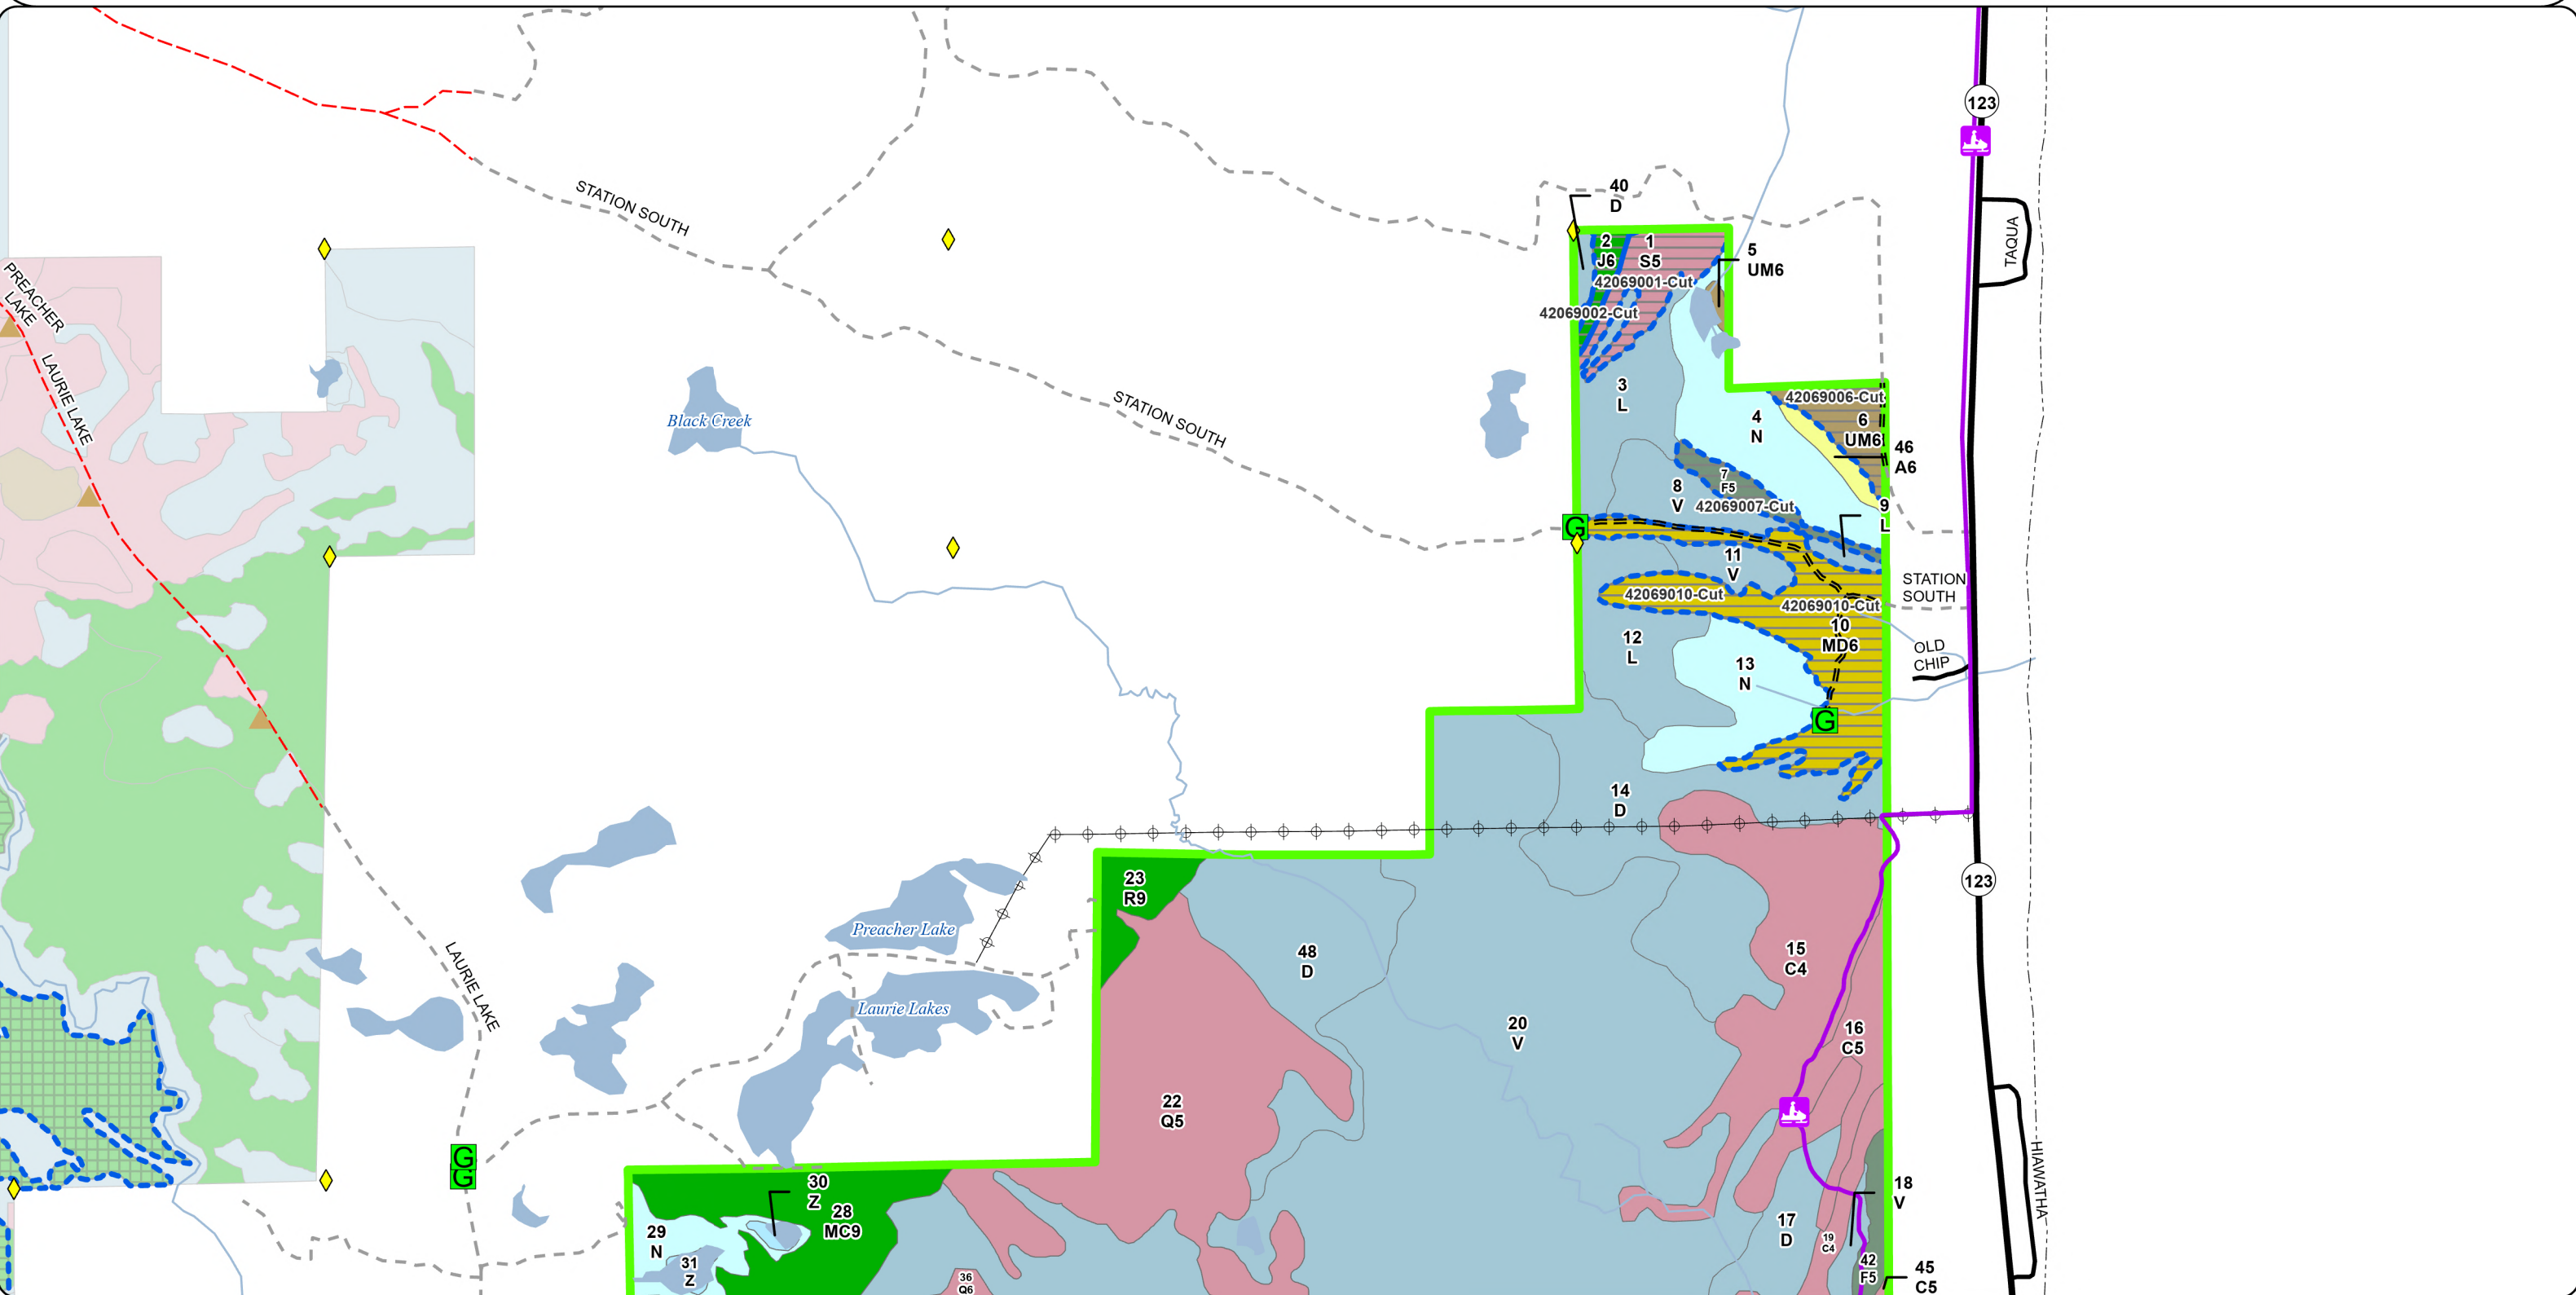 123
STATION SOUTH
TAQUA
40
D
2
J6
1
S5
5
UM6
42069001-Cut
42069002-Cut
PREACHER
LAKE
LAURIE LAKE
3
L
Black Creek
STATION SOUTH
42069006-Cut
4
N
6
UM6
46
A6
7
F5
8
V
42069007-Cut
9
L
G
11
V
STATION
SOUTH
42069010-Cut
42069010-Cut
10
MD6
12
L
OLD
CHIP
13
N
G
14
D
123
23
R9
Preacher Lake
48
D
15
C4
LAURIE LAKE
Laurie Lakes
20
V
16
C5
22
Q5
G
G
HIAWATHA
30
Z
28
MC9
18
V
29
N
17
D
19
C4
31
Z
36
Q6
42
F5
45
C5